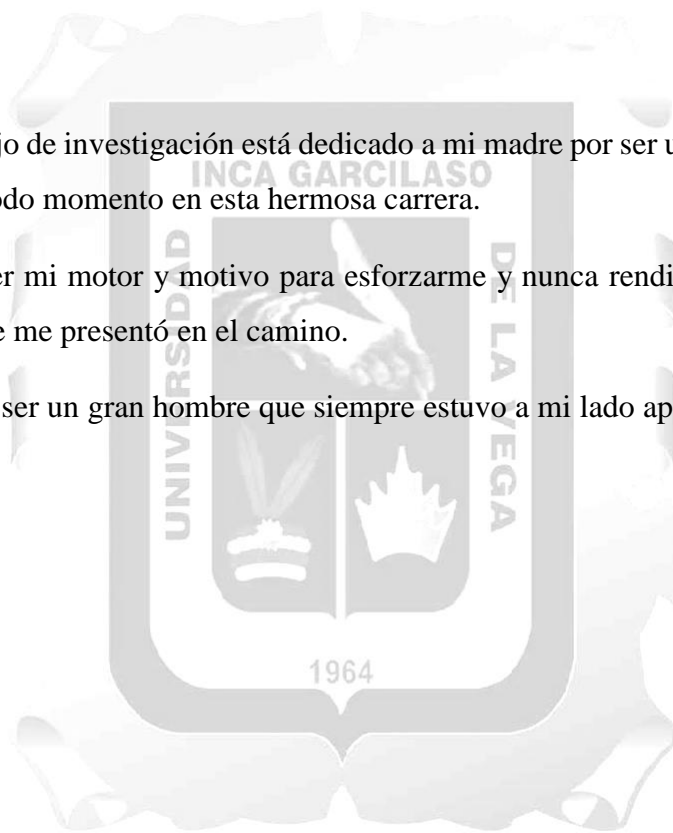 jo de investigación está dedicado a mi madre por ser u
INCA GARCILASO
odo momento en esta hermosa carrera.
er mi motor y motivo para esforzarme y nunca rendi
e me presentó en el camino.
ser un gran hombre que siempre estuvo a mi lado ap
UNIVERSIDAD
DE LA VEGA
1964